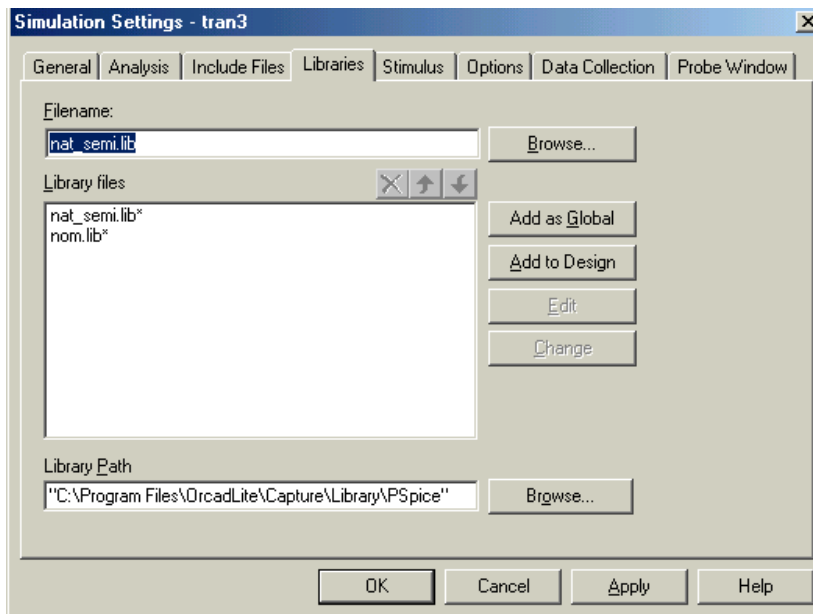 Simulation Settings - tran3
General Analysis Include Files Libraries Stimulus Options Data Collection Probe Window
Filename:
nat_semi.lib Browse...
Library files
nat_semi.lib* Add as Global
nom.lib*
Add to Design
Edit
Change
Library Path
"C:\Program Files\OrcadLite\Capture\Library\PSpice" Browse...
OK Cancel Apply Help